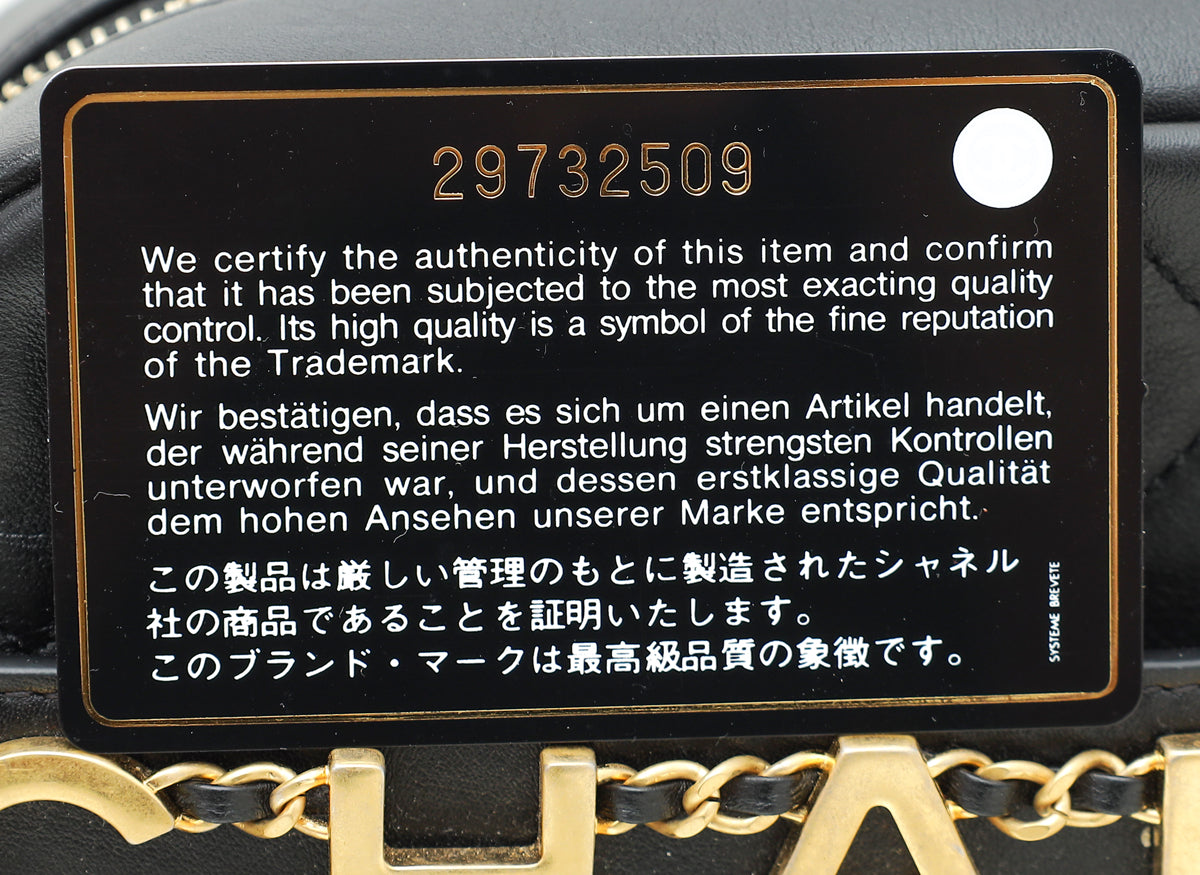 29732509
We certify the authenticity of this item and confirm
that it has been subjected to the most exacting quality
control. Its high quality is a symbol of the fine reputation
of the Trademark.
Wir bestätigen, dass es sich um einen Artikel handelt,
der während seiner Herstellung strengsten Kontrollen
unterworfen war, und dessen erstklassige Qualität
dem hohen Ansehen unserer Marke entspricht.
この製品は厳しい管理のもとに製造されたシャネル
社の商品であることを証明いたします。
このブランド・マークは最高級品質の象徴です。
SYSTEME BREVETE
CHA